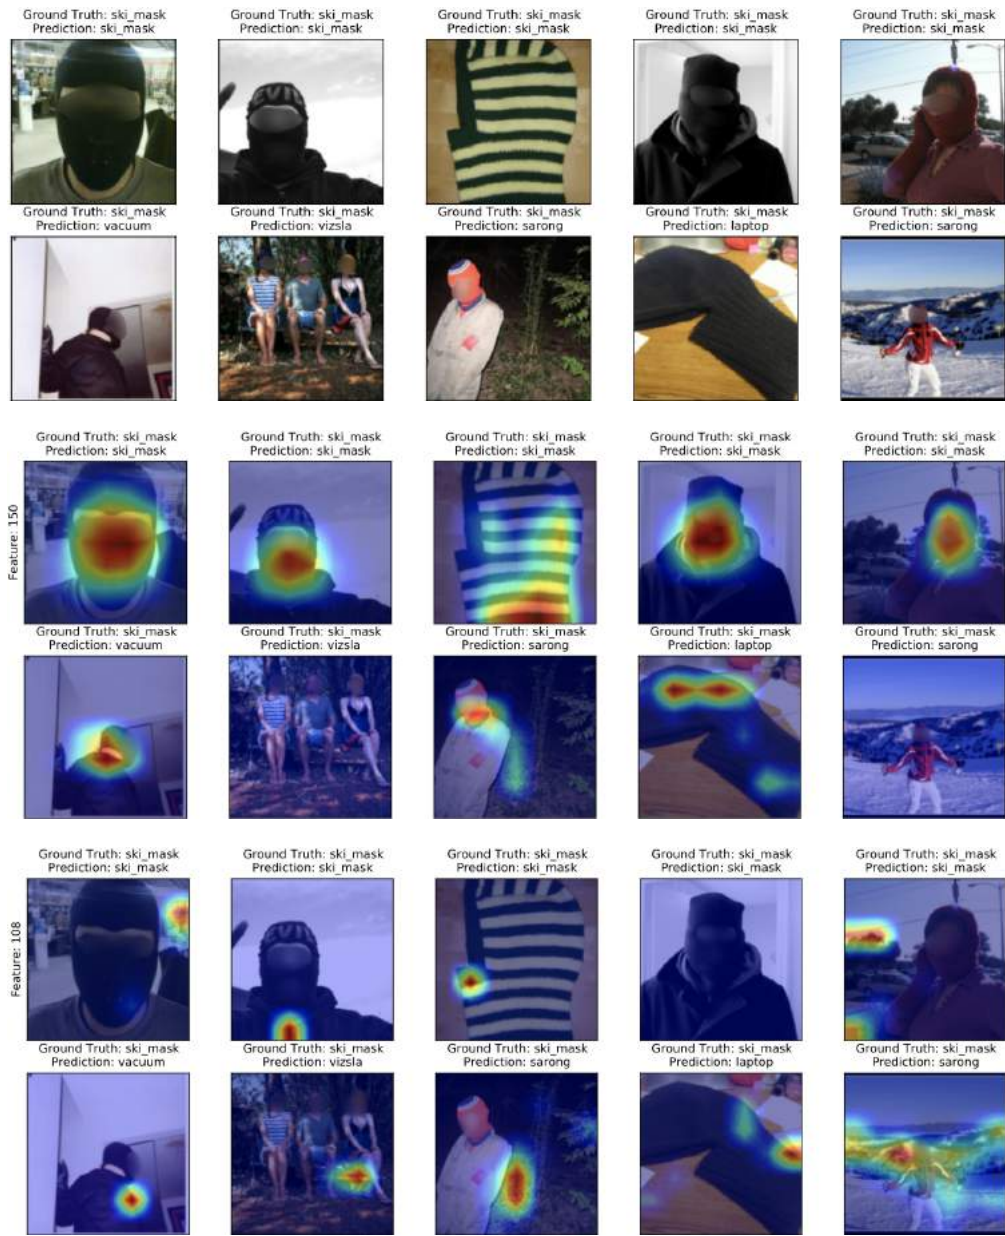 Ground Truth: ski_mask Ground Truth: ski_mask Ground Truth: ski_mask Ground Truth: ski_mask Ground Truth: ski_mask
Prediction: ski_mask Prediction: ski_mask Prediction: ski_mask Prediction: ski_mask Prediction: ski_mask
EVIL
Ground Truth: ski_mask Ground Truth: ski_mask Ground Truth: ski_mask Ground Truth: ski_mask Ground Truth: ski_mask
Prediction: vacuum Prediction: vizsla Prediction: sarong Prediction: laptop Prediction: sarong
Ground Truth: ski_mask Ground Truth: ski_mask Ground Truth: ski_mask Ground Truth: ski_mask Ground Truth: ski_mask
Prediction: ski_mask Prediction: ski_mask Prediction: ski_mask Prediction: ski_mask Prediction: ski_mask
Feature: 150
Ground Truth: ski_mask Ground Truth: ski_mask Ground Truth: ski_mask Ground Truth: ski_mask Ground Truth: ski_mask
Prediction: vacuum Prediction: vizsla Prediction: sarong Prediction: laptop Prediction: sarong
Ground Truth: ski_mask Ground Truth: ski_mask Ground Truth: ski_mask Ground Truth: ski_mask Ground Truth: ski_mask
Prediction: ski_mask Prediction: ski_mask Prediction: ski_mask Prediction: ski_mask Prediction: ski_mask
Feature: 108
Ground Truth: ski_mask Ground Truth: ski_mask Ground Truth: ski_mask Ground Truth: ski_mask Ground Truth: ski_mask
Prediction: vacuum Prediction: vizsla Prediction: sarong Prediction: laptop Prediction: sarong